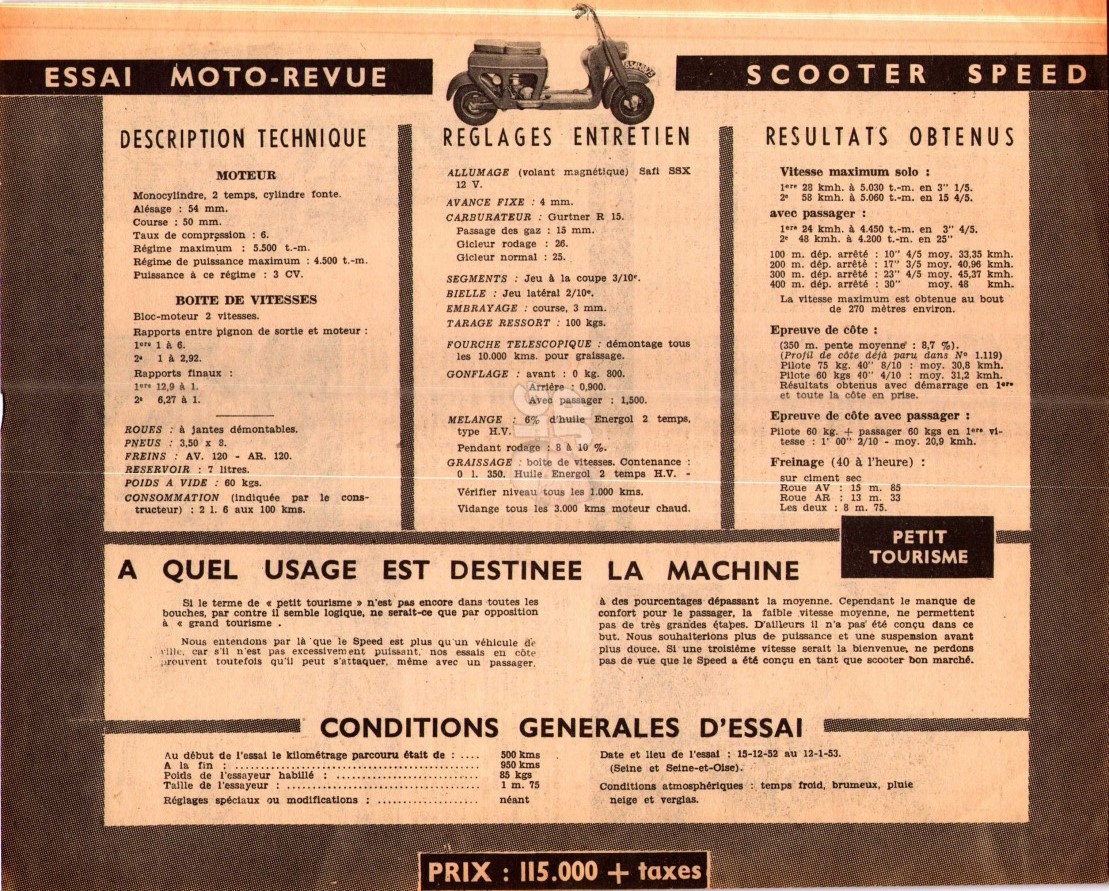 ESSAI MOTO-REVUE
SCOOTER SPEED
DESCRIPTION TECHNIQUE
MOTEUR
Monocylindre, 2 temps, cylindre fonte.
Alésage : 54 mm.
Course : 50 mm.
Taux de compression : 6.
Régime maximum : 5.500 t.-m.
Régime de puissance maximum : 4.500 t.-m.
Puissance à ce régime : 3 CV.
BOITE DE VITESSES
Bloc-moteur 2 vitesses.
Rapports entre pignon de sortie et moteur :
1ere 1 à 6.
2e 1 à 2,92.
Rapports finaux :
1ere 12,9 à 1.
2e 6,27 à 1.
ROUES : à jantes démontables.
PNEUS : 3,50 x 8.
FREINS : AV. 120 - AR. 120.
RESERVOIR : 7 litres.
POIDS A VIDE : 60 kgs.
CONSOMMATION (indiquée par le cons-
tructeur) : 2 l. 6 aux 100 kms.
REGLAGES ENTRETIEN
ALLUMAGE (volant magnétique) Safi SSX
12 V.
AVANCE FIXE : 4 mm.
CARBURATEUR : Gurtner R 15.
Passage des gaz : 15 mm.
Gicleur rodage : 26.
Gicleur normal : 25.
SEGMENTS : Jeu à la coupe 3/10e.
BIELLE : Jeu latéral 2/10e.
EMBRAYAGE : course, 3 mm.
TARAGE RESSORT : 100 kgs.
FOURCHE TELESCOPIQUE : démontage tous
les 10.000 kms. pour graissage.
GONFLAGE : avant : 0 kg. 800.
Arrière : 0,900.
Avec passager : 1,500.
MELANGE : 6% d'huile Energol 2 temps,
type H.V.
Pendant rodage : 8 à 10 %.
GRAISSAGE : boîte de vitesses. Contenance :
0 l. 350. Huile Energol 2 temps H.V. -
Vérifier niveau tous les 1.000 kms.
Vidange tous les 3.000 kms moteur chaud.
RESULTATS OBTENUS
Vitesse maximum solo :
1ere 28 kmh. à 5.030 t.-m. en 3" 1/5.
2e 58 kmh. à 5.060 t.-m. en 15 4/5.
avec passager :
1ere 24 kmh. à 4.450 t.-m. en 3" 4/5.
2e 48 kmh. à 4.200 t.-m. en 25"
100 m. dép. arrêté : 10" 4/5 moy. 33,35 kmh.
200 m. dép. arrêté : 17" 3/5 moy. 40,96 kmh.
300 m. dép. arrêté : 23" 4/5 moy. 45,37 kmh.
400 m. dép. arrêté : 30" moy. 48 kmh.
La vitesse maximum est obtenue au bout
de 270 mètres environ.
Epreuve de côte :
(350 m. pente moyenne : 8,7 %).
(Profil de côte déjà paru dans No 1.119)
Pilote 75 kg. 40" 8/10 : moy. 30,8 kmh.
Pilote 60 kgs 40" 4/10 : moy. 31,2 kmh.
Résultats obtenus avec démarrage en 1ere
et toute la côte en prise.
Epreuve de côte avec passager :
Pilote 60 kg. + passager 60 kgs en 1ere vi-
tesse : 1' 00" 2/10 - moy. 20,9 kmh.
Freinage (40 à l'heure) :
sur ciment sec
Roue AV : 15 m. 85
Roue AR : 13 m. 33
Les deux : 8 m. 75.
PETIT
TOURISME
A QUEL USAGE EST DESTINEE LA MACHINE
Si le terme de « petit tourisme » n'est pas encore dans toutes les
bouches, par contre il semble logique, ne serait-ce que par opposition
à « grand tourisme .
Nous entendons par là que le Speed est plus qu'un véhicule de
ville, car s'il n'est pas excessivement puissant, nos essais en côte
prouvent toutefois qu'il peut s'attaquer, même avec un passager,
à des pourcentages dépassant la moyenne. Cependant le manque de
confort pour le passager, la faible vitesse moyenne, ne permettent
pas de très grandes étapes. D'ailleurs il n'a pas été conçu dans ce
but. Nous souhaiterions plus de puissance et une suspension avant
plus douce. Si une troisième vitesse serait la bienvenue, ne perdons
pas de vue que le Speed a été conçu en tant que scooter bon marché.
CONDITIONS GENERALES D'ESSAI
Au début de l'essai le kilométrage parcouru était de : .... 500 kms
A la fin : .................................... 950 kms
Poids de l'essayeur habillé : ........................ 85 kgs
Taille de l'essayeur : ................................ 1 m. 75
Réglages spéciaux ou modifications : .................. néant
Date et lieu de l'essai : 15-12-52 au 12-1-53.
(Seine et Seine-et-Oise).
Conditions atmosphériques : temps froid, brumeux, pluie
neige et verglas.
PRIX : 115.000 + taxes